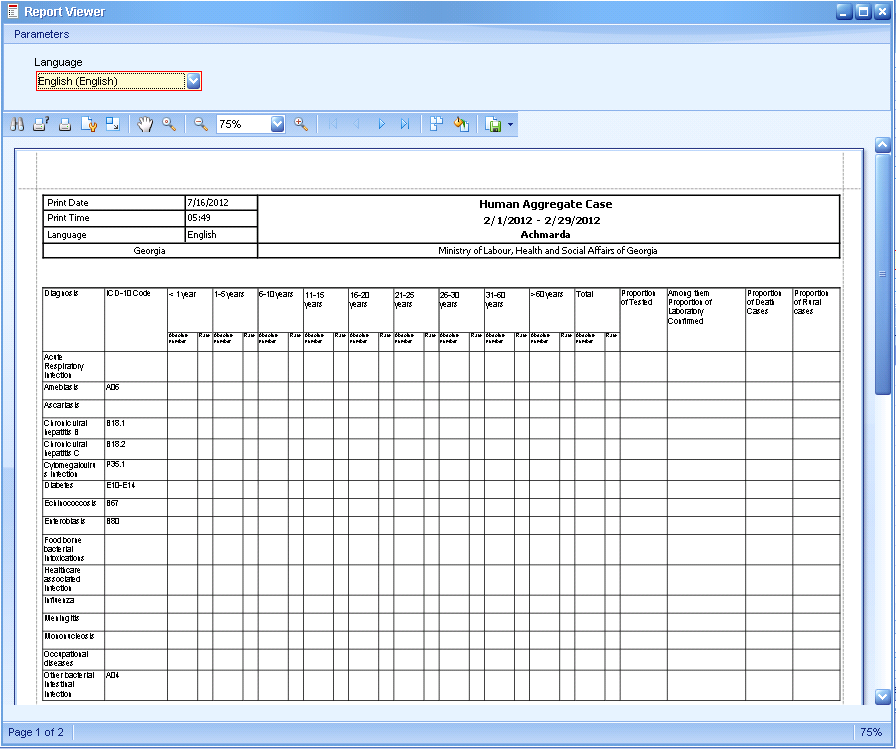 Report Viewer
Parameters
Language
English (English)
75%
Print Date 7/16/2012
Print Time 05:49
Language English
Human Aggregate Case
2/1/2012 - 2/29/2012
Achmarda
Georgia Ministry of Labour, Health and Social Affairs of Georgia
Diagnosis ICD-10 Code < 1 year 1-5 years 6-10 years 11-15 years 16-20 years 21-25 years 26-30 years 31-60 years >60 years Total Proportion of Tested Among them Proportion of Laboratory Confirmed Proportion of Death Cases Proportion of Rural cases
Absolute number Rate Absolute number Rate Absolute number Rate Absolute number Rate Absolute number Rate Absolute number Rate Absolute number Rate Absolute number Rate Absolute number Rate Absolute number Rate
Acute
Respiratory
Infection
Amebiasis A06
Ascariasis
Chronic viral B18.1
hepatitis B
Chronic viral B18.2
hepatitis C
Cytomegaloviru P35.1
s Infection
Diabetes E10-E14
Echinococcosis B67
Enterobiasis B80
Food borne
bacterial
intoxications
Healthcare
associated
infection
Influenza
Meningitis
Mononucleosis
Occupational
diseases
Other bacterial A04
intestinal
infection
Page 1 of 2 75%